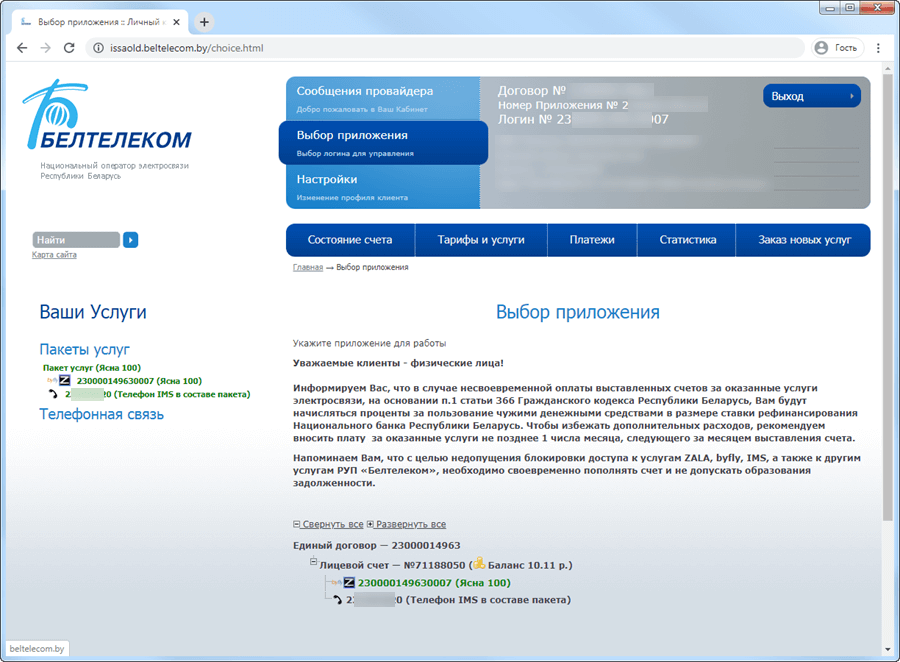 Выбор приложения :: Личный к
issaold.beltelecom.by/choice.html
Гость
БЕЛТЕЛЕКОМ
Национальный оператор электросвязи
Республики Беларусь
Сообщения провайдера
Добро пожаловать в Ваш Кабинет
Выбор приложения
Выбор логина для управления
Настройки
Изменение профиля клиента
Договор №
Номер Приложения № 2
Логин № 23 007
Выход
Найти
Карта сайта
Состояние счета
Тарифы и услуги
Платежи
Статистика
Заказ новых услуг
Главная → Выбор приложения
Ваши Услуги
Пакеты услуг
Пакет услуг (Ясна 100)
230000149630007 (Ясна 100)
2 20 (Телефон IMS в составе пакета)
Телефонная связь
Выбор приложения
Укажите приложение для работы
Уважаемые клиенты - физические лица!
Информируем Вас, что в случае несвоевременной оплаты выставленных счетов за оказанные услуги
электросвязи, на основании п.1 статьи 366 Гражданского кодекса Республики Беларусь, Вам будут
начисляться проценты за пользование чужими денежными средствами в размере ставки рефинансирования
Национального банка Республики Беларусь. Чтобы избежать дополнительных расходов, рекомендуем
вносить плату за оказанные услуги не позднее 1 числа месяца, следующего за месяцем выставления счета.
Напоминаем Вам, что с целью недопущения блокировки доступа к услугам ZALA, byfly, IMS, а также к другим
услугам РУП «Белтелеком», необходимо своевременно пополнять счет и не допускать образования
задолженности.
Свернуть все Развернуть все
Единый договор — 23000014963
Лицевой счет — №71188050 (Баланс 10.11 р.)
230000149630007 (Ясна 100)
2 0 (Телефон IMS в составе пакета)
beltelecom.by